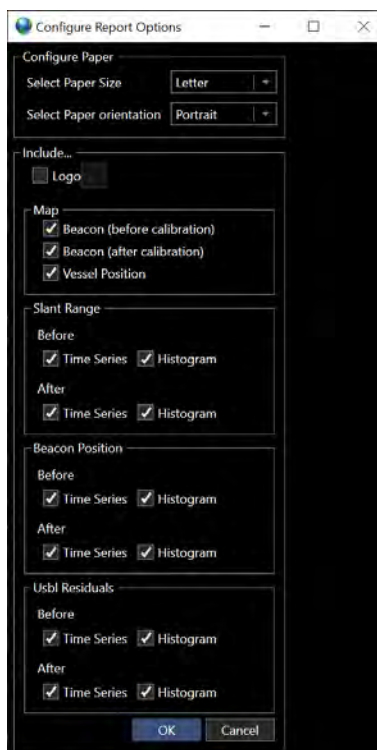 Configure Report Options
Configure Paper
Select Paper Size Letter
Select Paper orientation Portrait
Include...
Logo
Map
Beacon (before calibration)
Beacon (after calibration)
Vessel Position
Slant Range
Before
Time Series Histogram
After
Time Series Histogram
Beacon Position
Before
Time Series Histogram
After
Time Series Histogram
Usbl Residuals
Before
Time Series Histogram
After
Time Series Histogram
OK Cancel